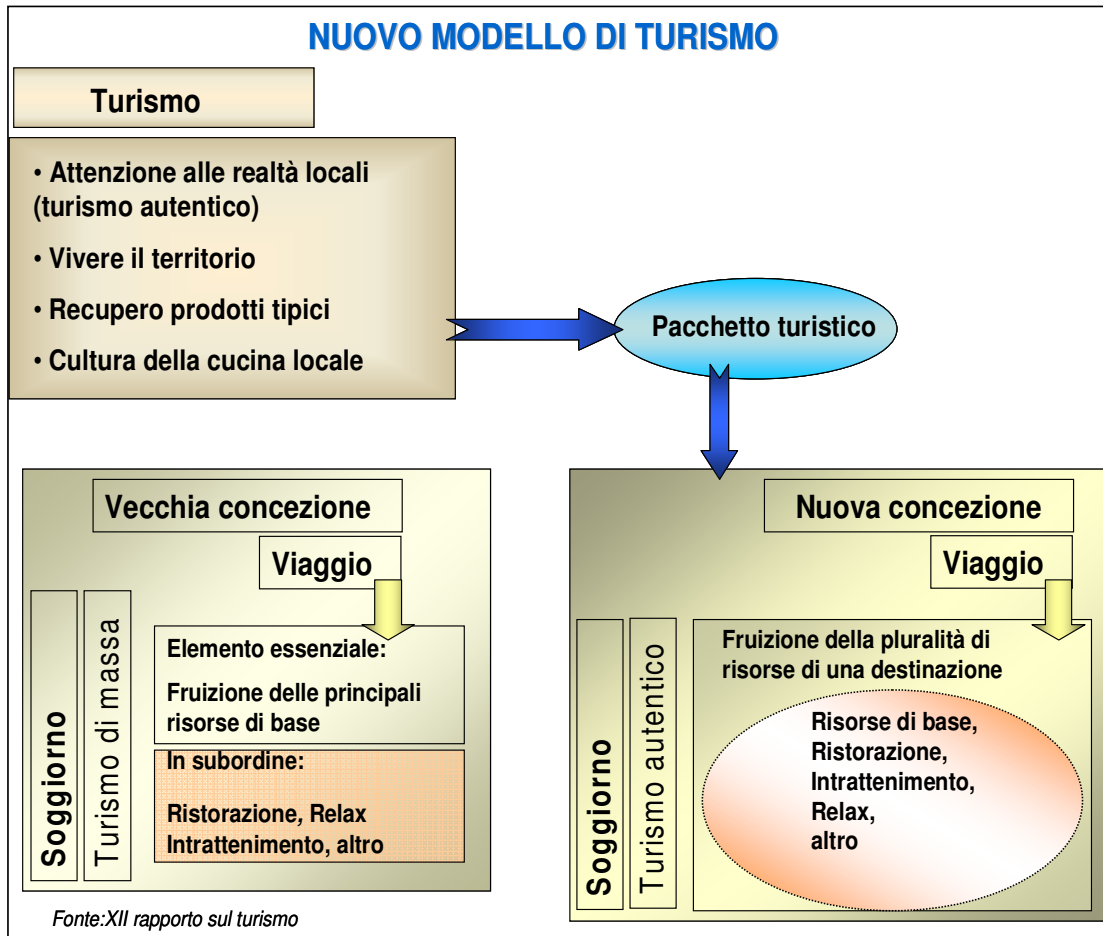 NUOVO MODELLO DI TURISMO
Turismo
• Attenzione alle realtà locali
(turismo autentico)
• Vivere il territorio
• Recupero prodotti tipici
• Cultura della cucina locale
Pacchetto turistico
Vecchia concezione
Viaggio
Soggiorno
Turismo di massa
Elemento essenziale:
Fruizione delle principali
risorse di base
In subordine:
Ristorazione, Relax
Intrattenimento, altro
Nuova concezione
Viaggio
Soggiorno
Turismo autentico
Fruizione della pluralità di
risorse di una destinazione
Risorse di base,
Ristorazione,
Intrattenimento,
Relax,
altro
Fonte:XII rapporto sul turismo